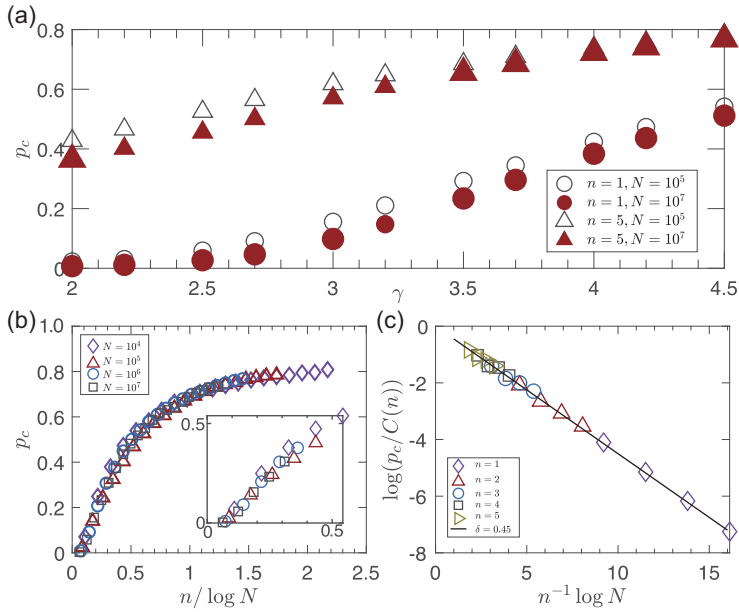 (a)
0.8
0.6
0.4
0.2
0
p_c
2 2.5 3 3.5 4 4.5
γ
n = 1, N = 10^5
n = 1, N = 10^7
n = 5, N = 10^5
n = 5, N = 10^7
(b)
1.0
0.8
0.6
0.4
0.2
0
p_c
0 0.5 1 1.5 2 2.5
n/ log N
N = 10^4
N = 10^5
N = 10^6
N = 10^7
0.5
0
0 0.5
(c)
0
-2
-4
-6
-8
log(p_c/C(n))
0 5 10 15
n^{-1} log N
n = 1
n = 2
n = 3
n = 4
n = 5
δ = 0.45